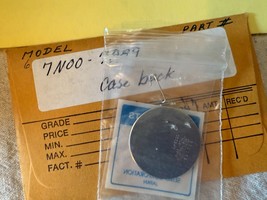 PART #
MODEL
7N00-
Case back
AMT REC'D
GRADE
PRICE
MIN.
MAX.
FACT. #